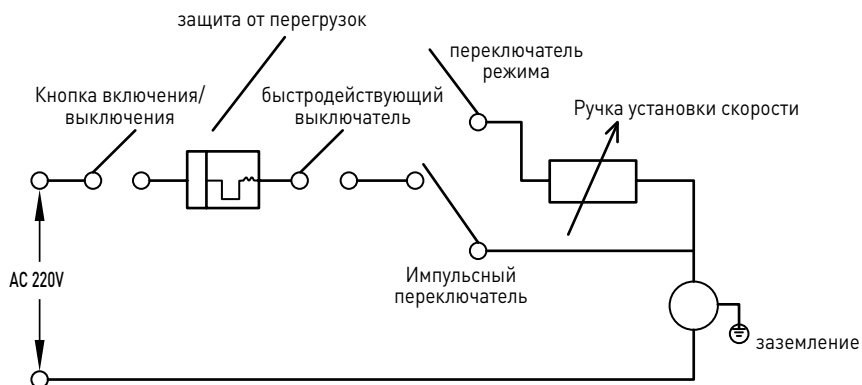 защита от перегрузок
переключатель
режима
Кнопка включения/
выключения
быстродействующий
выключатель
Ручка установки скорости
AC 220V
Импульсный
переключатель
заземление